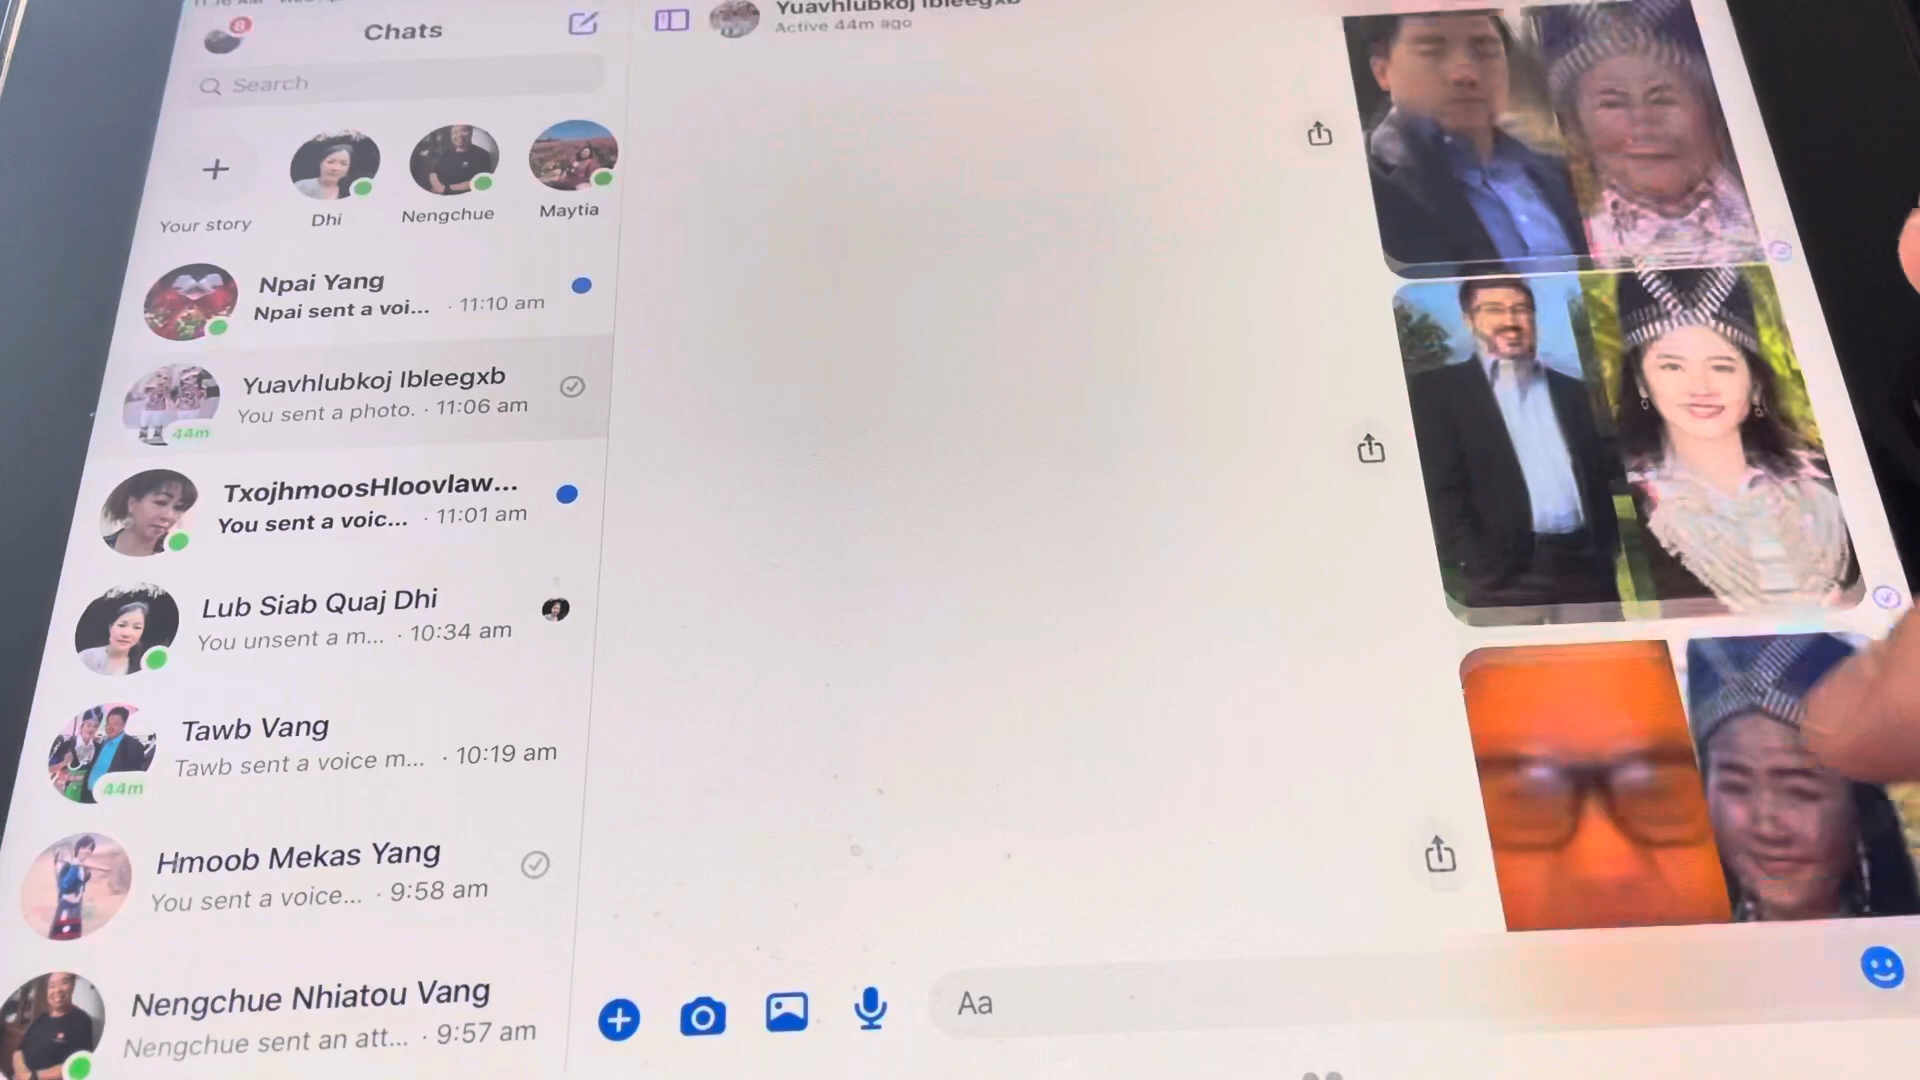 8
Chats
Search
Your story
Dhi
Nengchue
Maytia
Npai Yang
Npai sent a voi... · 11:10 am
Yuavhlubkoj Ibleegxb
You sent a photo. · 11:06 am
44m
TxojhmoosHloovlaw...
You sent a voic... · 11:01 am
Lub Siab Quaj Dhi
You unsent a m... · 10:34 am
Tawb Vang
Tawb sent a voice m... · 10:19 am
44m
Hmoob Mekas Yang
You sent a voice... · 9:58 am
Nengchue Nhiatou Vang
Nengchue sent an att... · 9:57 am
Yuavhlubkoj Ibleegxb
Active 44m ago
Aa